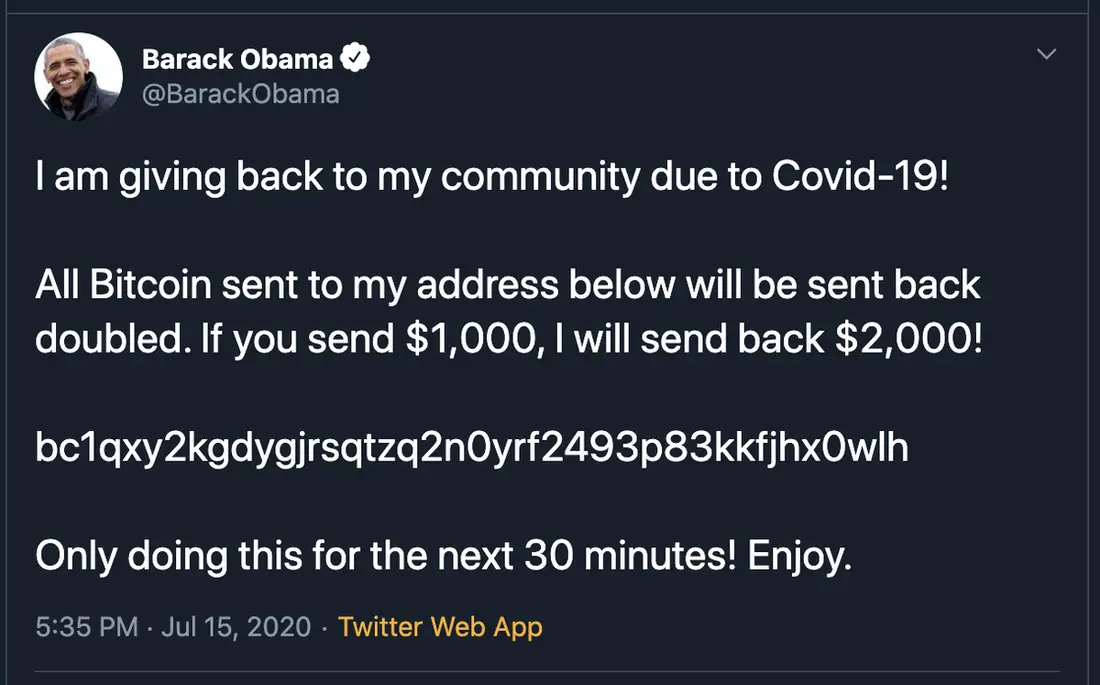 Barack Obama
@BarackObama
I am giving back to my community due to Covid-19!
All Bitcoin sent to my address below will be sent back
doubled. If you send $1,000, I will send back $2,000!
bc1qxy2kgdygjrsqtzq2n0yrf2493p83kkfjhx0wlh
Only doing this for the next 30 minutes! Enjoy.
5:35 PM · Jul 15, 2020 · Twitter Web App